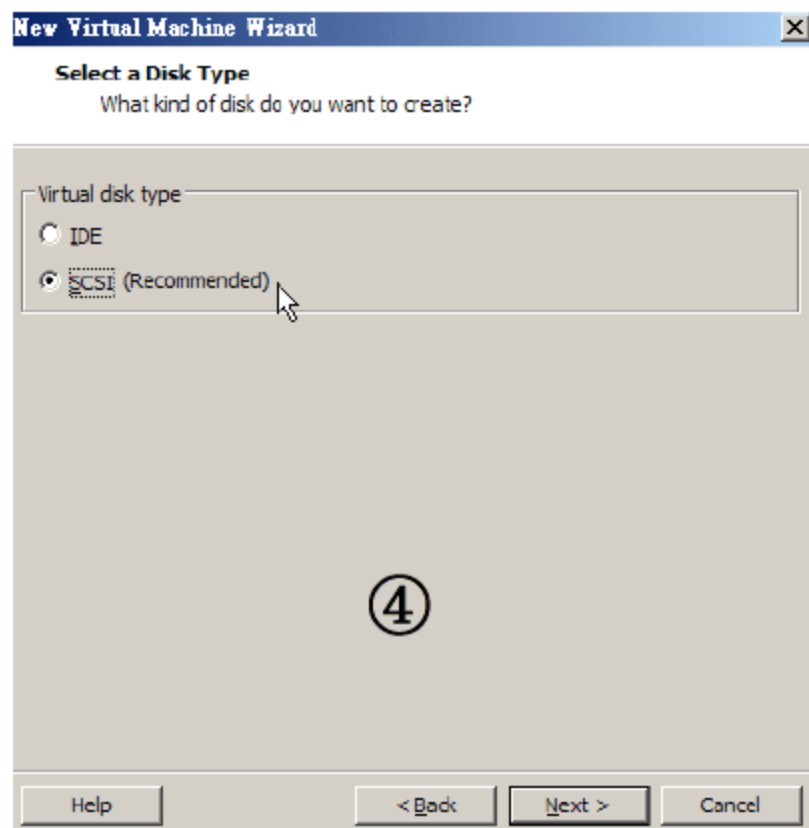 New Virtual Machine Wizard
Select a Disk Type
What kind of disk do you want to create?
Virtual disk type
IDE
SCSI (Recommended)
④
Help
< Back
Next >
Cancel